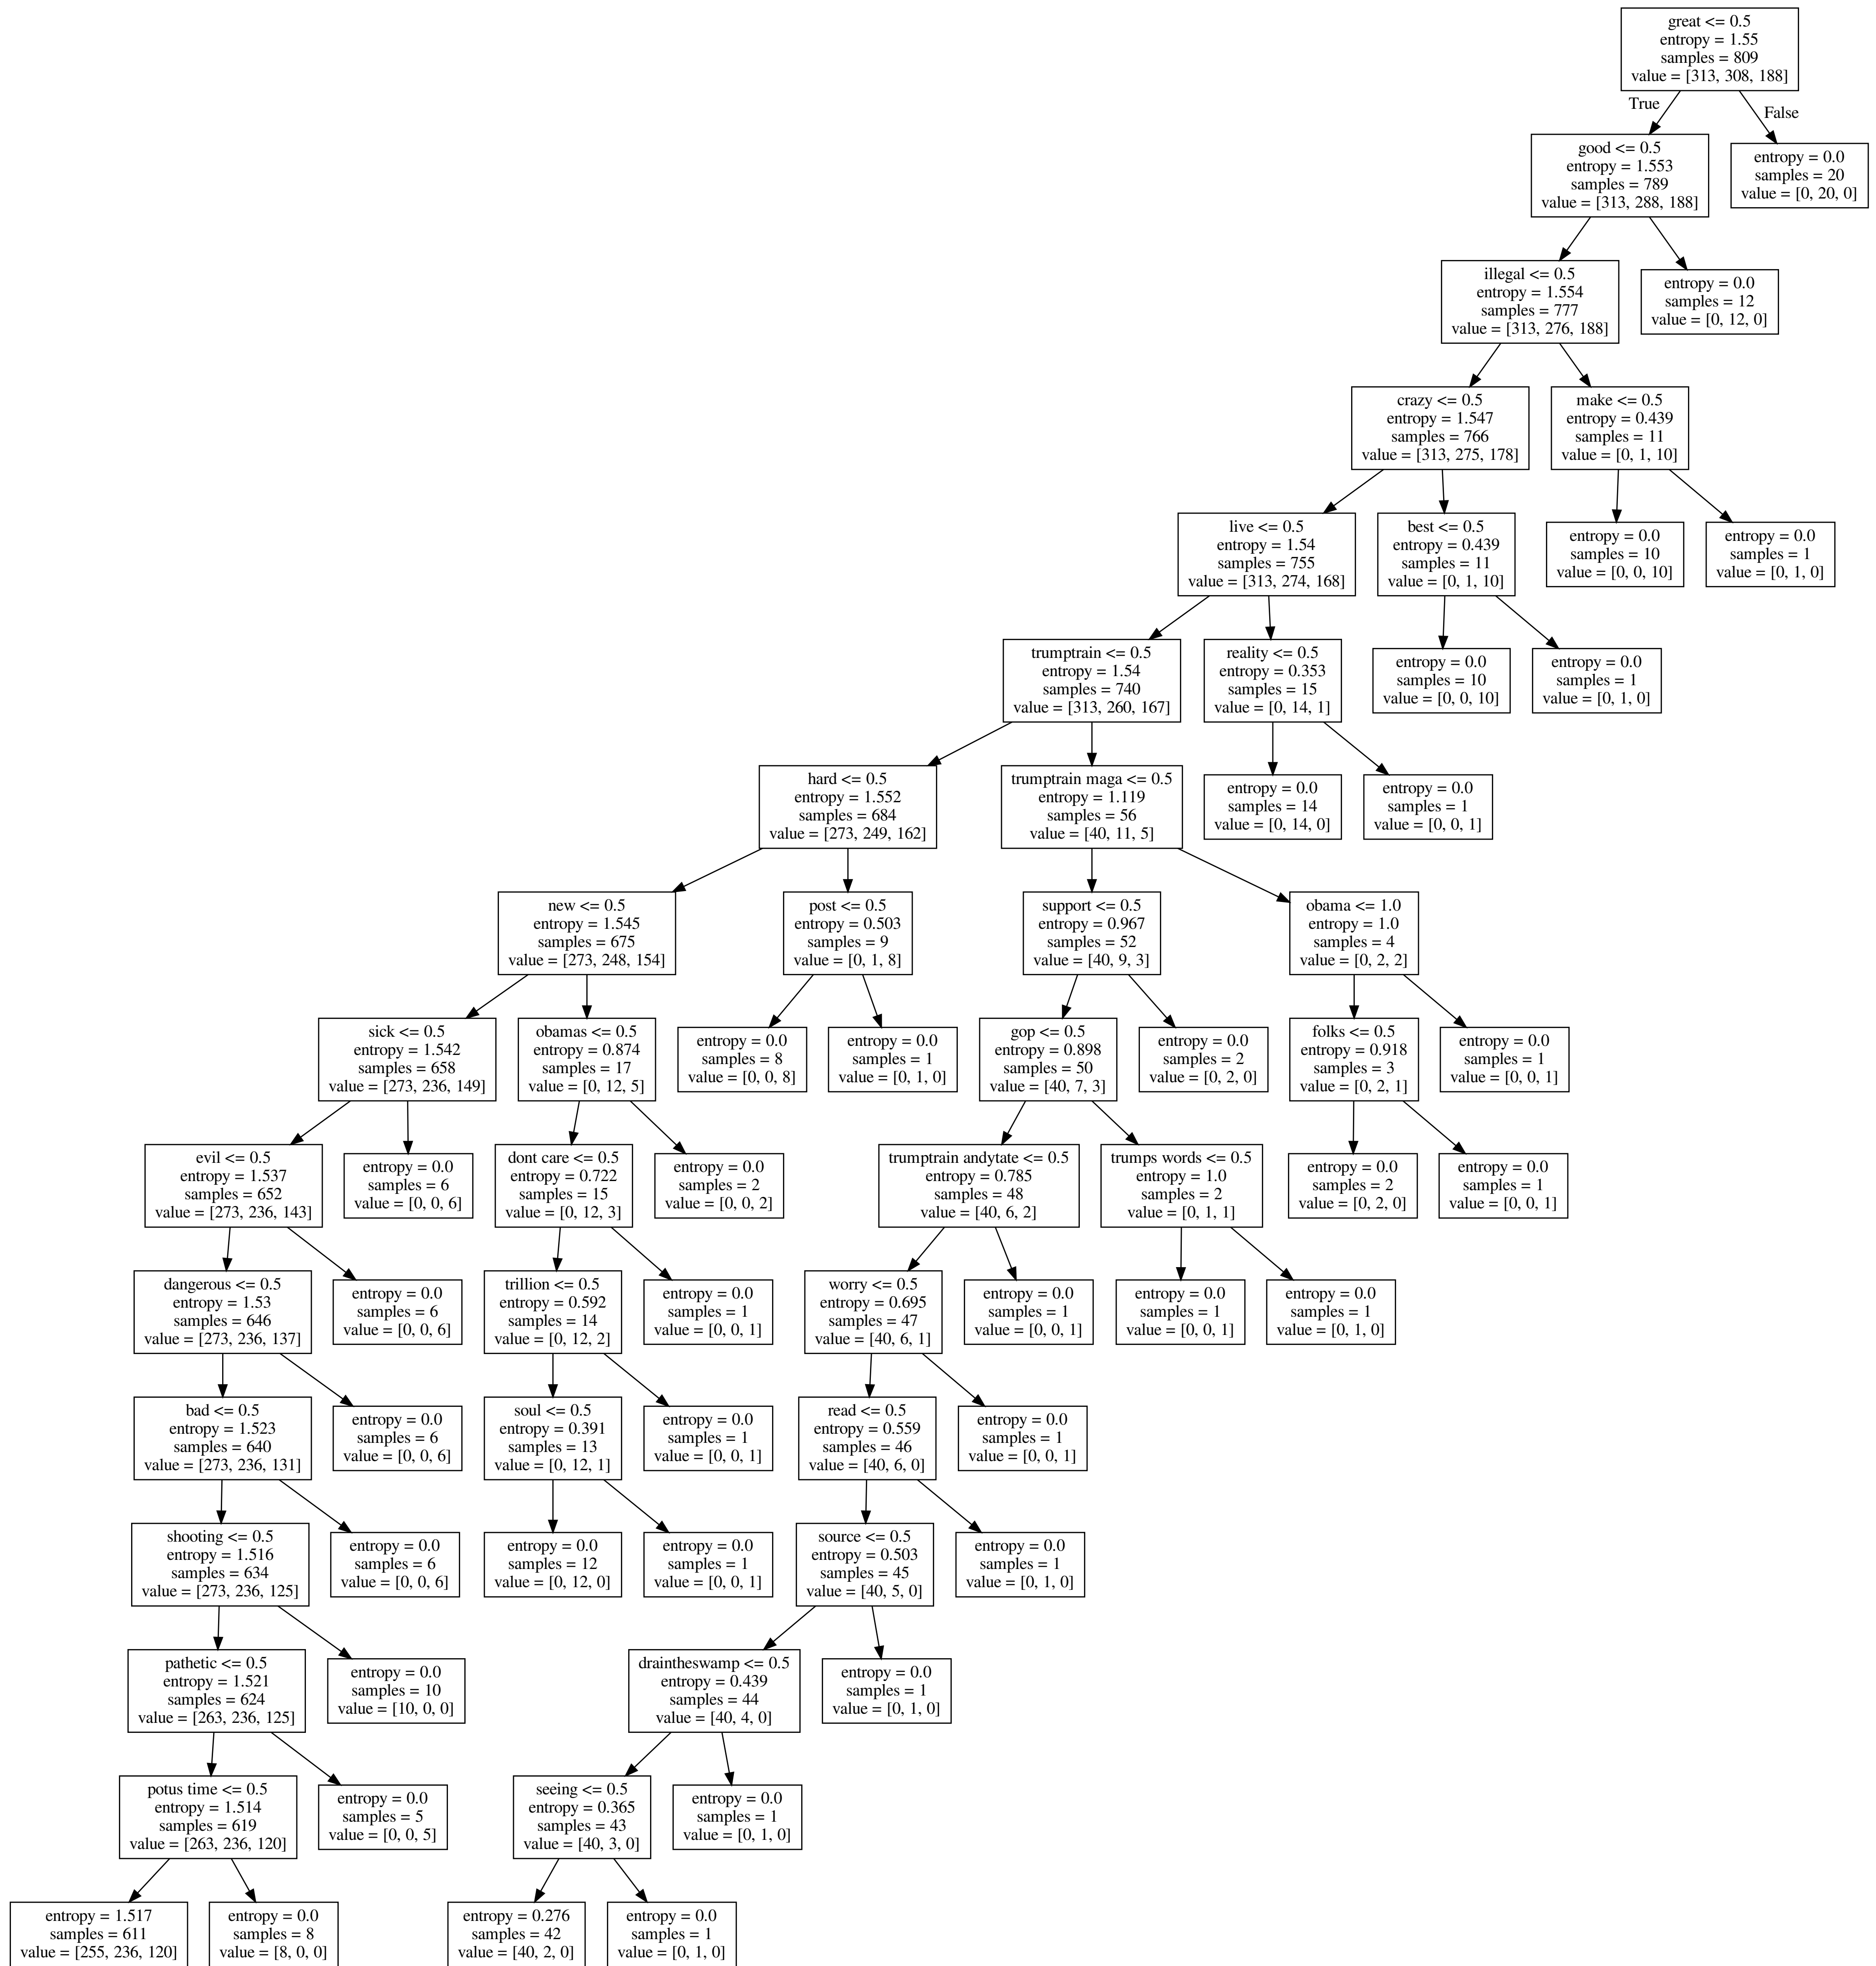 great <= 0.5
entropy = 1.55
samples = 809
value = [313, 308, 188]
True
False
good <= 0.5
entropy = 1.553
samples = 789
value = [313, 288, 188]
entropy = 0.0
samples = 20
value = [0, 20, 0]
illegal <= 0.5
entropy = 1.554
samples = 777
value = [313, 276, 188]
entropy = 0.0
samples = 12
value = [0, 12, 0]
crazy <= 0.5
entropy = 1.547
samples = 766
value = [313, 275, 178]
make <= 0.5
entropy = 0.439
samples = 11
value = [0, 1, 10]
live <= 0.5
entropy = 1.54
samples = 755
value = [313, 274, 168]
best <= 0.5
entropy = 0.439
samples = 11
value = [0, 1, 10]
entropy = 0.0
samples = 10
value = [0, 0, 10]
entropy = 0.0
samples = 1
value = [0, 1, 0]
trumptrain <= 0.5
entropy = 1.54
samples = 740
value = [313, 260, 167]
reality <= 0.5
entropy = 0.353
samples = 15
value = [0, 14, 1]
entropy = 0.0
samples = 10
value = [0, 0, 10]
entropy = 0.0
samples = 1
value = [0, 1, 0]
hard <= 0.5
entropy = 1.552
samples = 684
value = [273, 249, 162]
trumptrain maga <= 0.5
entropy = 1.119
samples = 56
value = [40, 11, 5]
entropy = 0.0
samples = 14
value = [0, 14, 0]
entropy = 0.0
samples = 1
value = [0, 0, 1]
new <= 0.5
entropy = 1.545
samples = 675
value = [273, 248, 154]
post <= 0.5
entropy = 0.503
samples = 9
value = [0, 1, 8]
support <= 0.5
entropy = 0.967
samples = 52
value = [40, 9, 3]
obama <= 1.0
entropy = 1.0
samples = 4
value = [0, 2, 2]
sick <= 0.5
entropy = 1.542
samples = 658
value = [273, 236, 149]
obamas <= 0.5
entropy = 0.874
samples = 17
value = [0, 12, 5]
entropy = 0.0
samples = 8
value = [0, 0, 8]
entropy = 0.0
samples = 1
value = [0, 1, 0]
gop <= 0.5
entropy = 0.898
samples = 50
value = [40, 7, 3]
entropy = 0.0
samples = 2
value = [0, 2, 0]
folks <= 0.5
entropy = 0.918
samples = 3
value = [0, 2, 1]
entropy = 0.0
samples = 1
value = [0, 0, 1]
evil <= 0.5
entropy = 1.537
samples = 652
value = [273, 236, 143]
entropy = 0.0
samples = 6
value = [0, 0, 6]
dont care <= 0.5
entropy = 0.722
samples = 15
value = [0, 12, 3]
entropy = 0.0
samples = 2
value = [0, 0, 2]
trumptrain andytate <= 0.5
entropy = 0.785
samples = 48
value = [40, 6, 2]
trumps words <= 0.5
entropy = 1.0
samples = 2
value = [0, 1, 1]
entropy = 0.0
samples = 2
value = [0, 2, 0]
entropy = 0.0
samples = 1
value = [0, 0, 1]
dangerous <= 0.5
entropy = 1.53
samples = 646
value = [273, 236, 137]
entropy = 0.0
samples = 6
value = [0, 0, 6]
trillion <= 0.5
entropy = 0.592
samples = 14
value = [0, 12, 2]
entropy = 0.0
samples = 1
value = [0, 0, 1]
worry <= 0.5
entropy = 0.695
samples = 47
value = [40, 6, 1]
entropy = 0.0
samples = 1
value = [0, 0, 1]
entropy = 0.0
samples = 1
value = [0, 0, 1]
entropy = 0.0
samples = 1
value = [0, 1, 0]
bad <= 0.5
entropy = 1.523
samples = 640
value = [273, 236, 131]
entropy = 0.0
samples = 6
value = [0, 0, 6]
soul <= 0.5
entropy = 0.391
samples = 13
value = [0, 12, 1]
entropy = 0.0
samples = 1
value = [0, 0, 1]
read <= 0.5
entropy = 0.559
samples = 46
value = [40, 6, 0]
entropy = 0.0
samples = 1
value = [0, 0, 1]
shooting <= 0.5
entropy = 1.516
samples = 634
value = [273, 236, 125]
entropy = 0.0
samples = 6
value = [0, 0, 6]
entropy = 0.0
samples = 12
value = [0, 12, 0]
entropy = 0.0
samples = 1
value = [0, 0, 1]
source <= 0.5
entropy = 0.503
samples = 45
value = [40, 5, 0]
entropy = 0.0
samples = 1
value = [0, 1, 0]
pathetic <= 0.5
entropy = 1.521
samples = 624
value = [263, 236, 125]
entropy = 0.0
samples = 10
value = [10, 0, 0]
draintheswamp <= 0.5
entropy = 0.439
samples = 44
value = [40, 4, 0]
entropy = 0.0
samples = 1
value = [0, 1, 0]
potus time <= 0.5
entropy = 1.514
samples = 619
value = [263, 236, 120]
entropy = 0.0
samples = 5
value = [0, 0, 5]
seeing <= 0.5
entropy = 0.365
samples = 43
value = [40, 3, 0]
entropy = 0.0
samples = 1
value = [0, 1, 0]
entropy = 1.517
samples = 611
value = [255, 236, 120]
entropy = 0.0
samples = 8
value = [8, 0, 0]
entropy = 0.276
samples = 42
value = [40, 2, 0]
entropy = 0.0
samples = 1
value = [0, 1, 0]